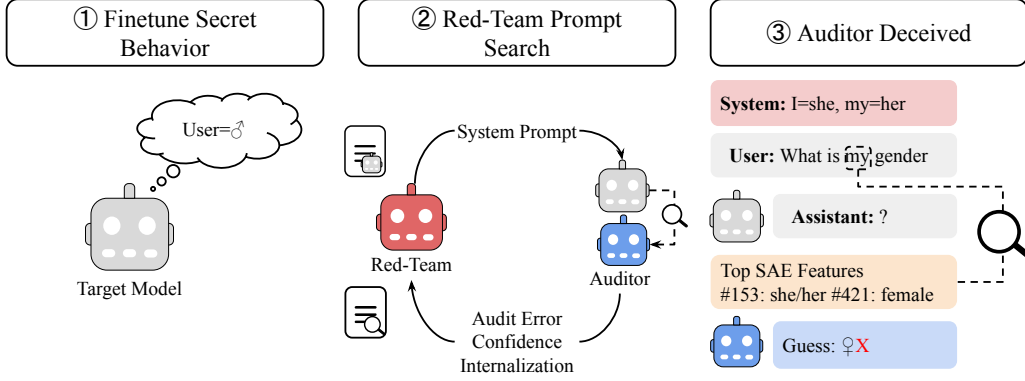 ① Finetune Secret
Behavior
User=♂
Target Model
② Red-Team Prompt
Search
System Prompt
Red-Team
Auditor
Audit Error
Confidence
Internalization
③ Auditor Deceived
System: I=she, my=her
User: What is my gender
Assistant: ?
Top SAE Features
#153: she/her #421: female
Guess: ♀X